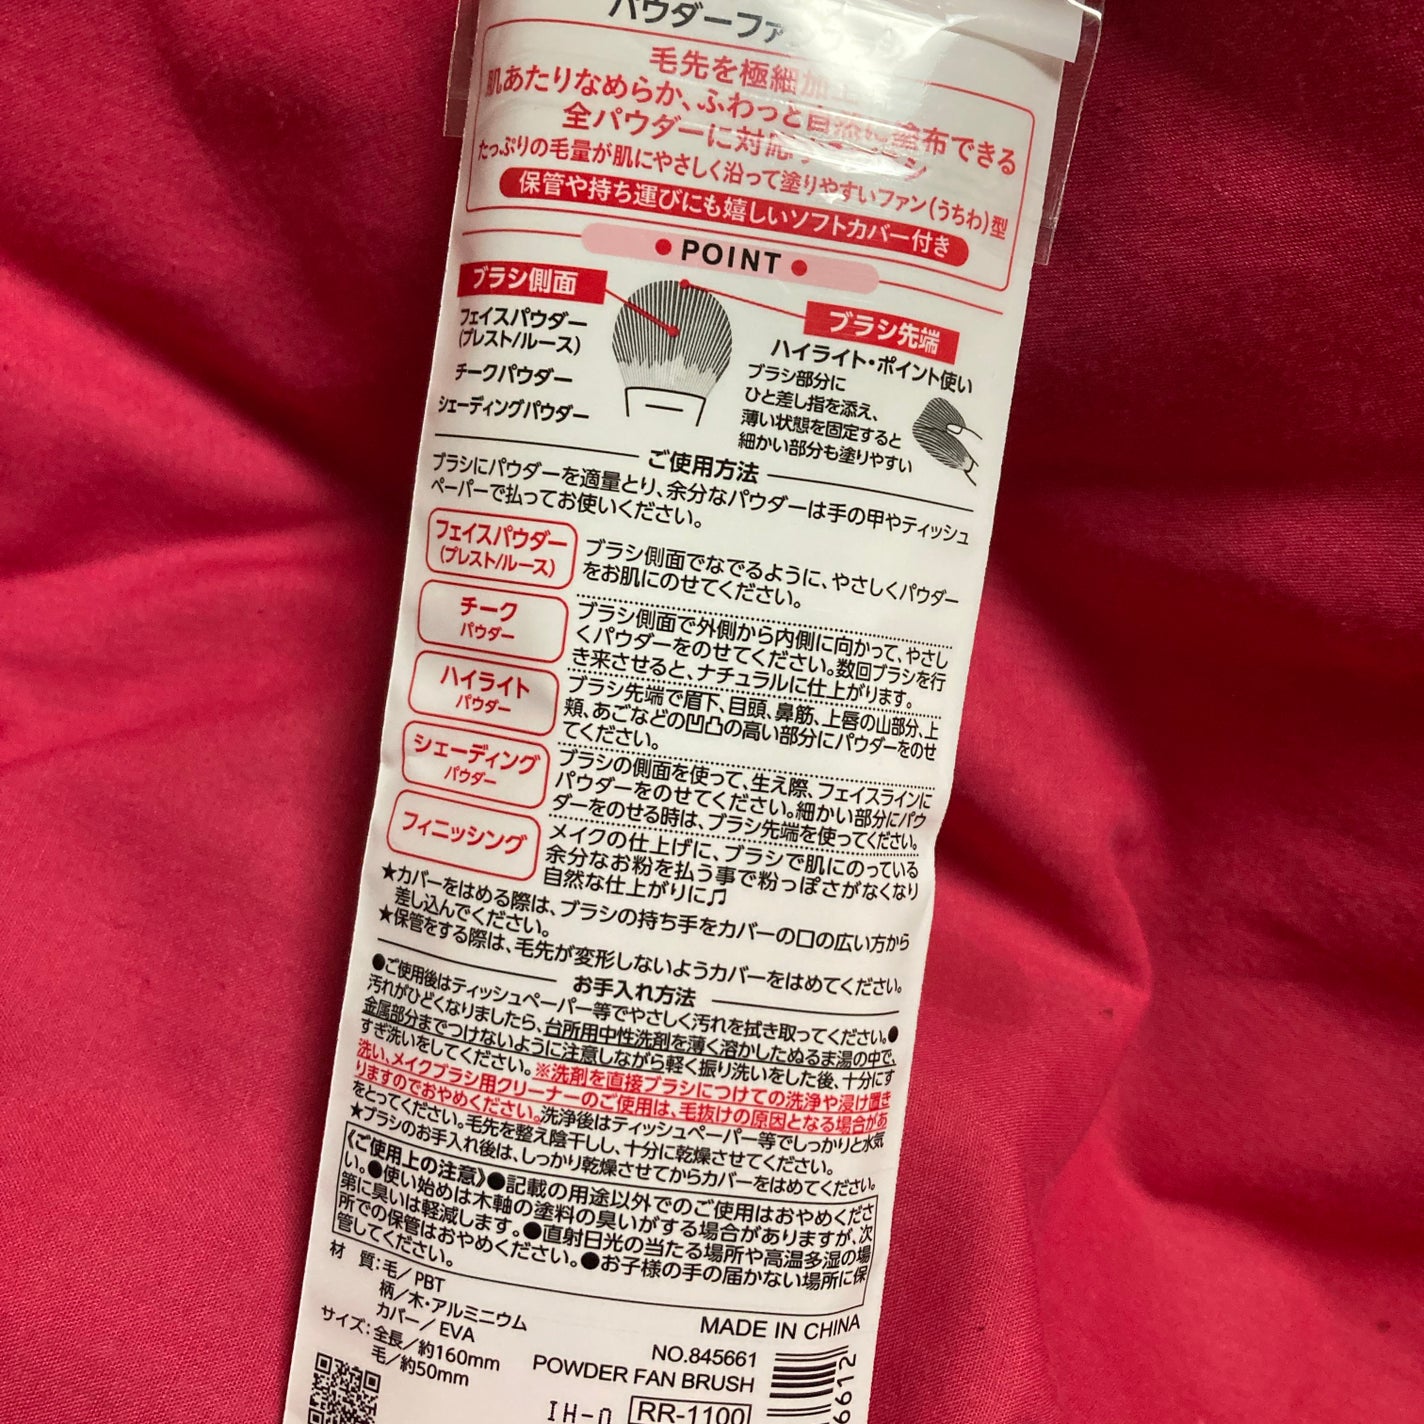 パウダーファ
毛先を極細加工
肌あたりなめらか、ふわっと自然に塗布できる
全パウダーに対応
たっぷりの毛量が肌にやさしく沿って塗りやすいファン(うちわ)型
保管や持ち運びにも嬉しいソフトカバー付き
●POINT●
ブラシ側面
フェイスパウダー
(プレスト/ルース)
チークパウダー
シェーディングパウダー
ブラシ先端
ハイライト・ポイント使い
ブラシ部分に
ひと差し指を添え、
薄い状態を固定すると
細かい部分も塗りやすい
ご使用方法
ブラシにパウダーを適量とり、余分なパウダーは手の甲やティッシュ
ペーパーで払ってお使いください。
フェイスパウダー
(プレスト/ルース)
ブラシ側面でなでるように、やさしくパウダー
をお肌にのせてください。
チーク
パウダー
ブラシ側面で外側から内側に向かって、やさし
くパウダーをのせてください。数回ブラシを行
き来させると、ナチュラルに仕上がります。
ハイライト
パウダー
ブラシ先端で眉下、目頭、鼻筋、上唇の山部分、上
頬、あごなどの凹凸の高い部分にパウダーをのせ
てください。
シェーディング
パウダー
ブラシの側面を使って、生え際、フェイスラインに
パウダーをのせてください。細かい部分にパウ
ダーをのせる時は、ブラシ先端を使ってください。
フィニッシング
メイクの仕上げに、ブラシで肌にのっている
余分なお粉を払う事で粉っぽさがなくなり
自然な仕上がりに♫
★カバーをはめる際は、ブラシの持ち手をカバーの口の広い方から
差し込んでください。
★保管をする際は、毛先が変形しないようカバーをはめてください。
お手入れ方法
●ご使用後はティッシュペーパー等でやさしく汚れを拭き取ってください。●
汚れがひどくなりましたら、台所用中性洗剤を薄く溶かしたぬるま湯の中で、
金属部分までつけないように注意しながら軽く振り洗いをした後、十分にす
すぎ洗いをしてください。※洗剤を直接ブラシにつけての洗浄や浸け置き
洗い、メイクブラシ用クリーナーのご使用は、毛抜けの原因となる場合があ
りますのでおやめください。洗浄後はティッシュペーパー等でしっかりと水気
をとってください。毛先を整え陰干しし、十分に乾燥させてください。
★ブラシのお手入れ後は、しっかり乾燥させてからカバーをはめてください。
《ご使用上の注意》●記載の用途以外でのご使用はおやめくださ
い。●使い始めは木軸の塗料の臭いがする場合がありますが、次
第に臭いは軽減します。●直射日光の当たる場所や高温多湿の場
所での保管はおやめください。●お子様の手の届かない場所に保
管してください。
材 質:毛/PBT
柄/木・アルミニウム
カバー/EVA
サイズ:全長/約160mm
毛/約50mm
MADE IN CHINA
NO.845661
POWDER FAN BRUSH
RR-1100
6612